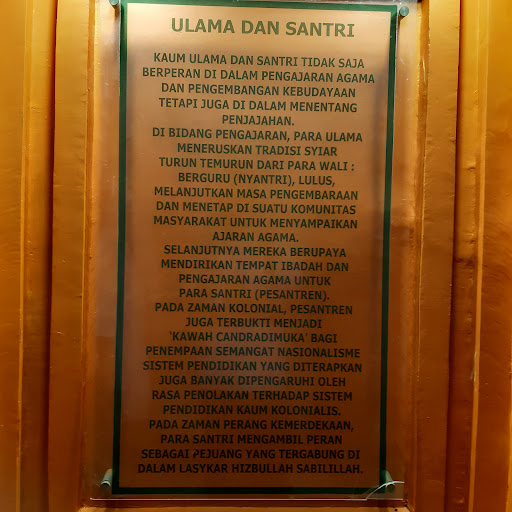 ULAMA DAN SANTRI
KAUM ULAMA DAN SANTRI TIDAK SAJA
BERPERAN DI DALAM PENGAJARAN AGAMA
DAN PENGEMBANGAN KEBUDAYAAN
TETAPI JUGA DI DALAM MENENTANG
PENJAJAHAN.
DI BIDANG PENGAJARAN, PARA ULAMA
MENERUSKAN TRADISI SYIAR
TURUN TEMURUN DARI PARA WALI :
BERGURU (NYANTRI), LULUS,
MELANJUTKAN MASA PENGEMBARAAN
DAN MENETAP DI SUATU KOMUNITAS
MASYARAKAT UNTUK MENYAMPAIKAN
AJARAN AGAMA.
SELANJUTNYA MEREKA BERUPAYA
MENDIRIKAN TEMPAT IBADAH DAN
PENGAJARAN AGAMA UNTUK
PARA SANTRI (PESANTREN).
PADA ZAMAN KOLONIAL, PESANTREN
JUGA TERBUKTI MENJADI
'KAWAH CANDRADIMUKA' BAGI
PENEMPAAN SEMANGAT NASIONALISME
SISTEM PENDIDIKAN YANG DITERAPKAN
JUGA BANYAK DIPENGARUHI OLEH
RASA PENOLAKAN TERHADAP SISTEM
PENDIDIKAN KAUM KOLONIALIS.
PADA ZAMAN PERANG KEMERDEKAAN,
PARA SANTRI MENGAMBIL PERAN
SEBAGAI PEJUANG YANG TERGABUNG DI
DALAM LASYKAR HIZBULLAH SABILILLAH.